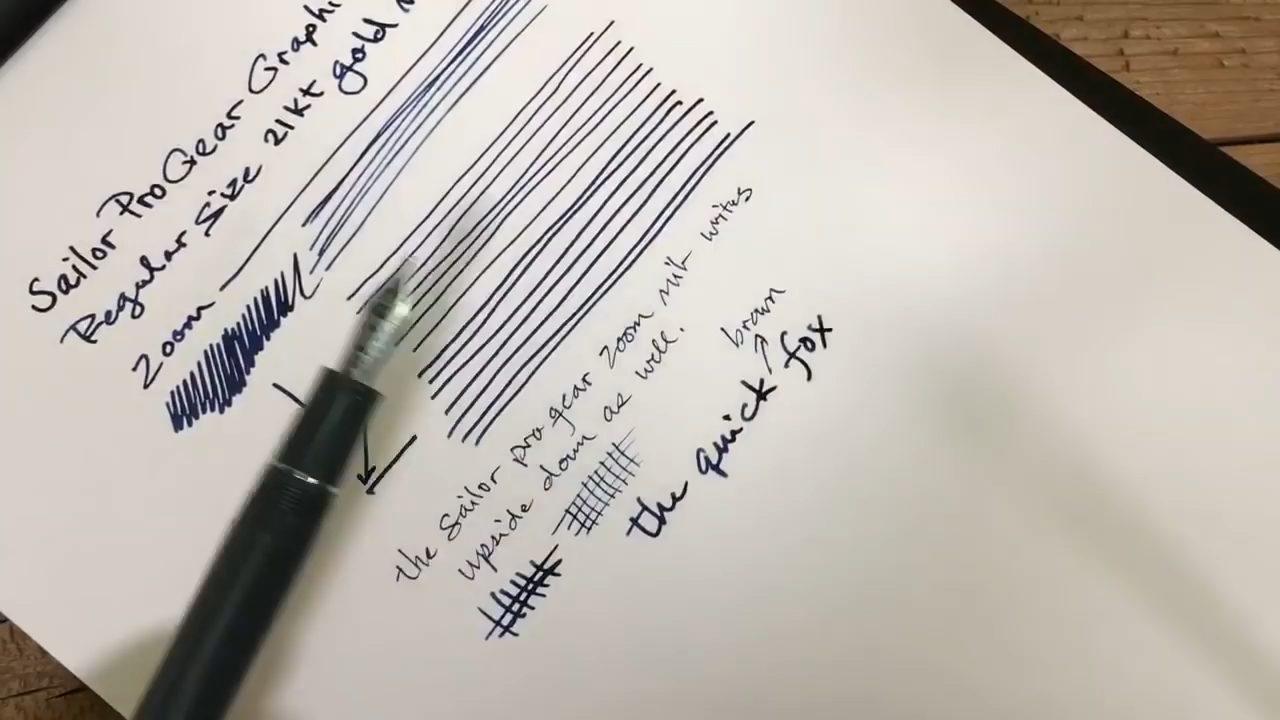 Sailor ProGear Graphi
Regular Size 21kt gold
Zoom
the Sailor pro gear zoom nib writes
upside down as well.
brown
the quick fox